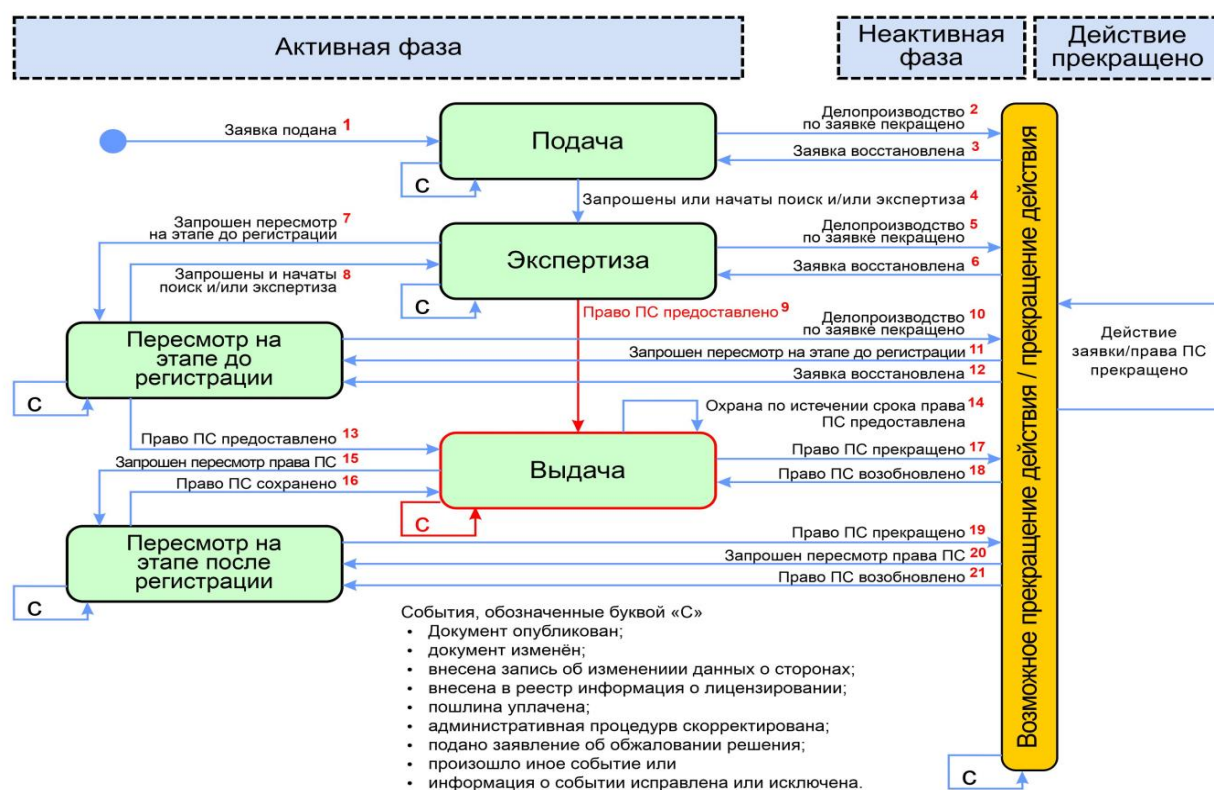 Активная фаза
Неактивная
фаза
Действие
прекращено
Заявка подана 1
Подача
Делопроизводство 2
по заявке пекращено
Заявка восстановлена 3
С
Запрошены или начаты поиск и/или экспертиза 4
Запрошен пересмотр 7
на этапе до регистрации
Экспертиза
Делопроизводство 5
по заявке пекращено
Запрошены и начаты 8
поиск и/или экспертиза
Заявка восстановлена 6
С
Право ПС предоставлено 9
Делопроизводство 10
по заявке пекращено
Пересмотр на
этапе до
регистрации
Запрошен пересмотр на этапе до регистрации 11
Заявка восстановлена 12
С
Действие
заявки/права ПС
прекращено
Охрана по истечении срока права 14
ПС предоставлена
Право ПС предоставлено 13
Запрошен пересмотр права ПС 15
Право ПС сохранено 16
Выдача
Право ПС прекращено 17
Право ПС возобновлено 18
С
Пересмотр на
этапе после
регистрации
Право ПС прекращено 19
Запрошен пересмотр права ПС 20
Право ПС возобновлено 21
С
Возможное прекращение действия / прекращение действия
С
События, обозначенные буквой «С»
• Документ опубликован;
• документ изменён;
• внесена запись об изменениии данных о сторонах;
• внесена в реестр информация о лицензировании;
• пошлина уплачена;
• административная процедурв скорректирована;
• подано заявление об обжаловании решения;
• произошло иное событие или
• информация о событии исправлена или исключена.